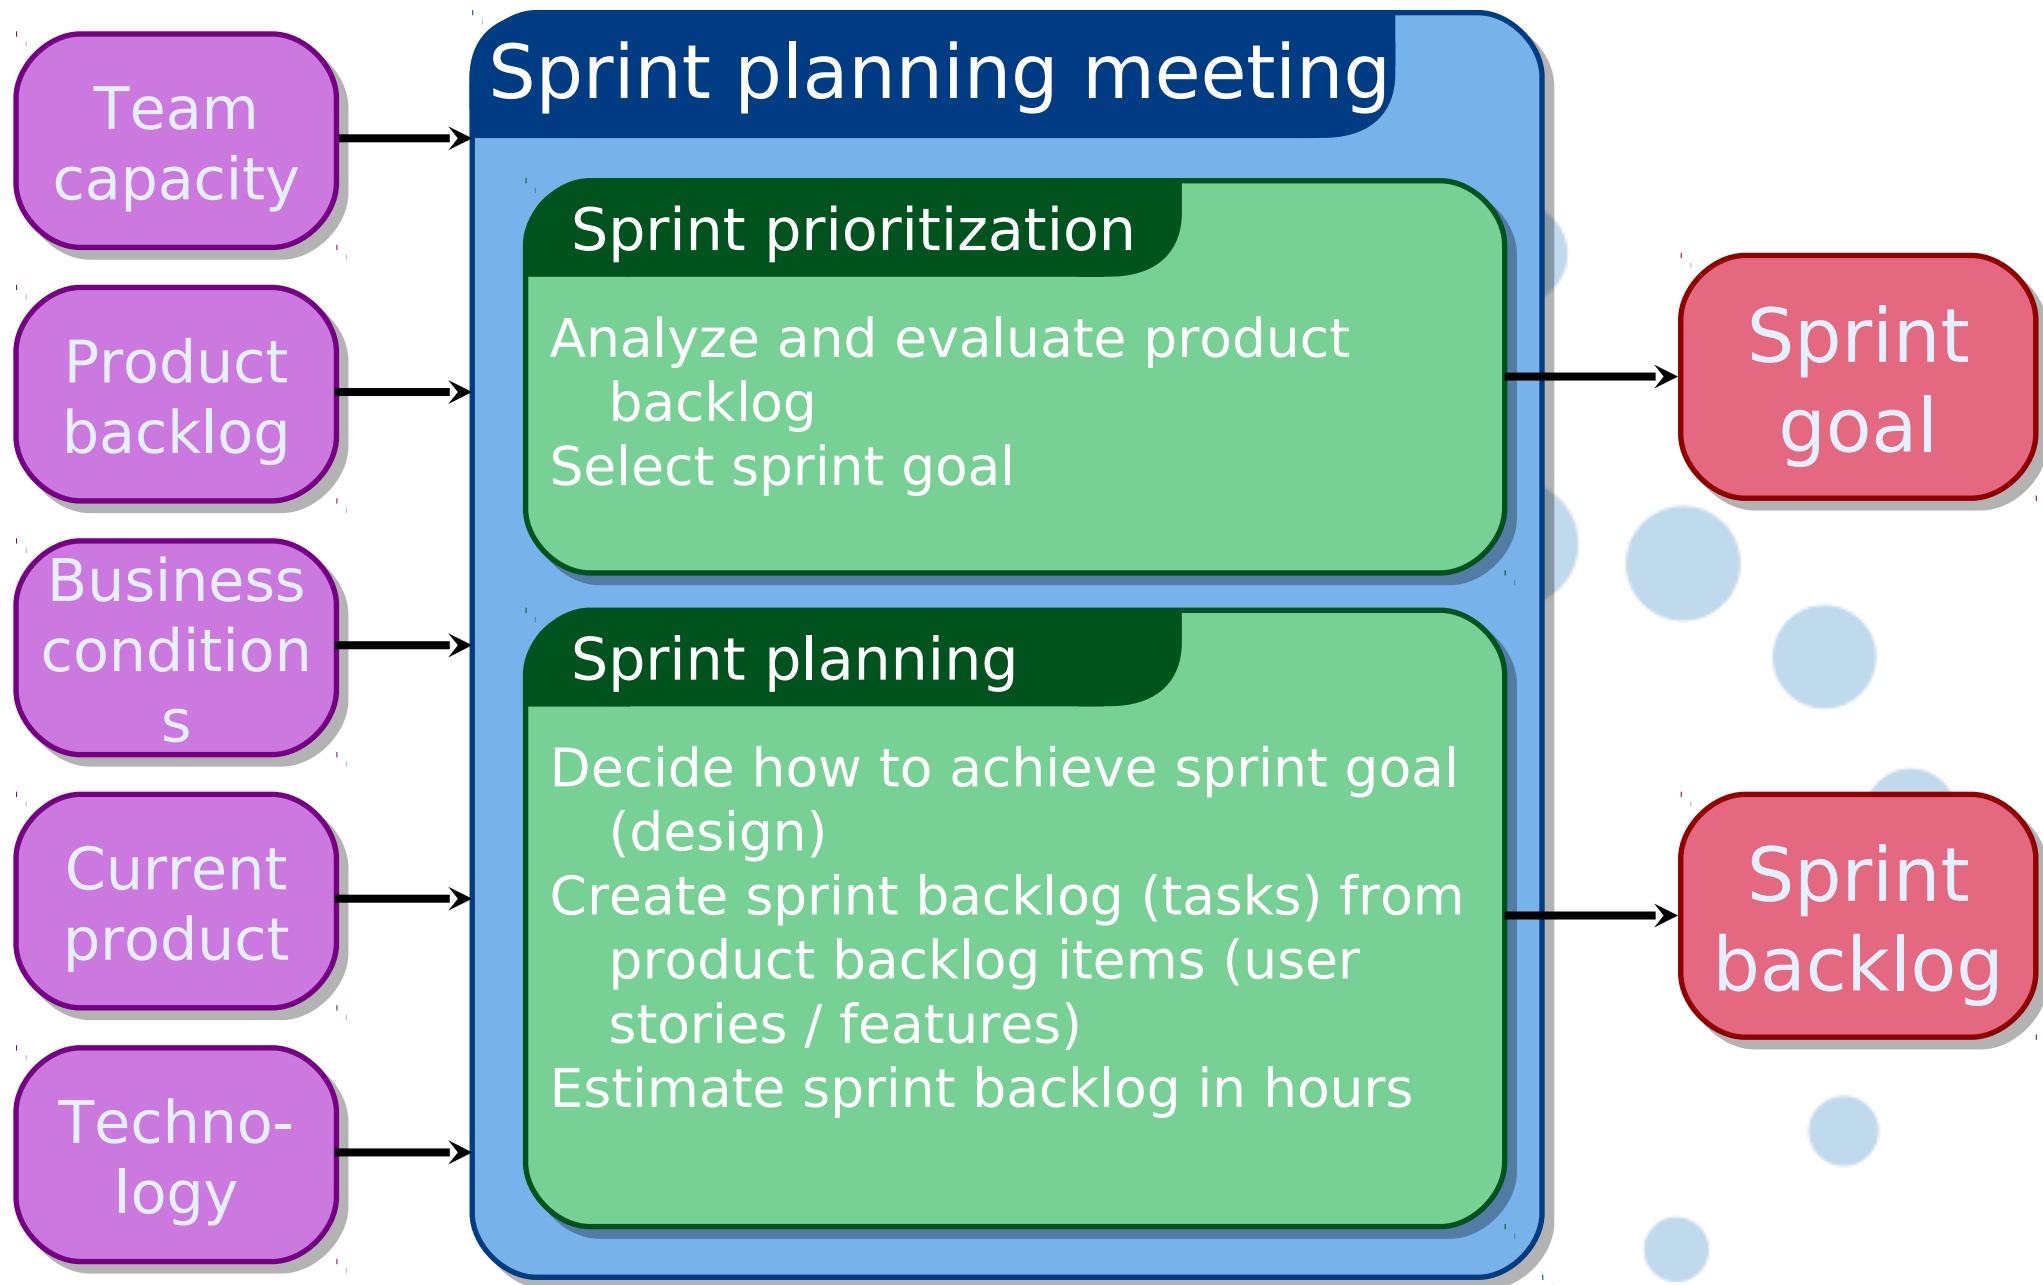 Team
capacity
Product
backlog
Business
condition
s
Current
product
Techno-
logy
Sprint planning meeting
Sprint prioritization
Analyze and evaluate product
backlog
Select sprint goal
Sprint planning
Decide how to achieve sprint goal
(design)
Create sprint backlog (tasks) from
product backlog items (user
stories / features)
Estimate sprint backlog in hours
Sprint
goal
Sprint
backlog